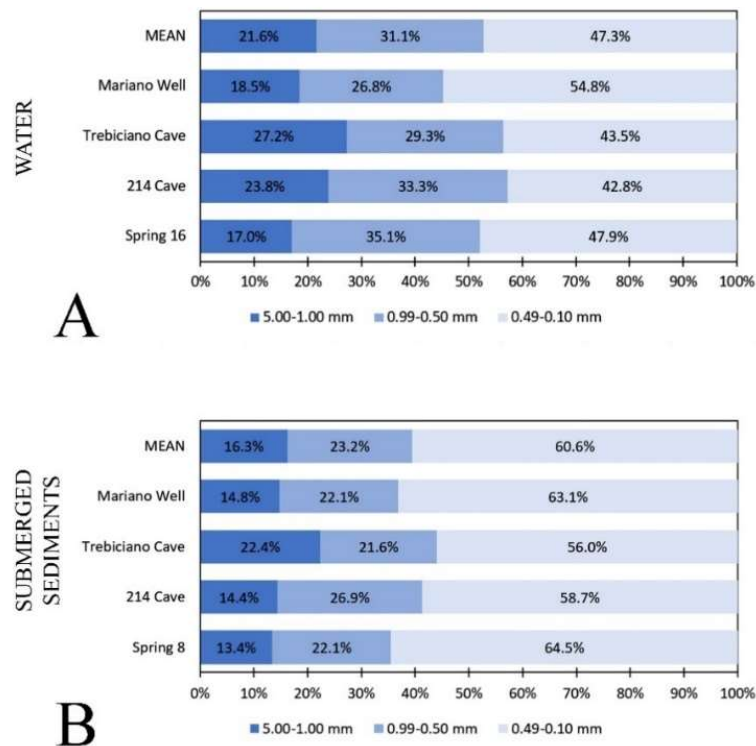 WATER
MEAN 21.6% 31.1% 47.3%
Mariano Well 18.5% 26.8% 54.8%
Trebiciano Cave 27.2% 29.3% 43.5%
214 Cave 23.8% 33.3% 42.8%
Spring 16 17.0% 35.1% 47.9%
0% 10% 20% 30% 40% 50% 60% 70% 80% 90% 100%
5.00-1.00 mm 0.99-0.50 mm 0.49-0.10 mm
A
SUBMERGED
SEDIMENTS
MEAN 16.3% 23.2% 60.6%
Mariano Well 14.8% 22.1% 63.1%
Trebiciano Cave 22.4% 21.6% 56.0%
214 Cave 14.4% 26.9% 58.7%
Spring 8 13.4% 22.1% 64.5%
0% 10% 20% 30% 40% 50% 60% 70% 80% 90% 100%
5.00-1.00 mm 0.99-0.50 mm 0.49-0.10 mm
B